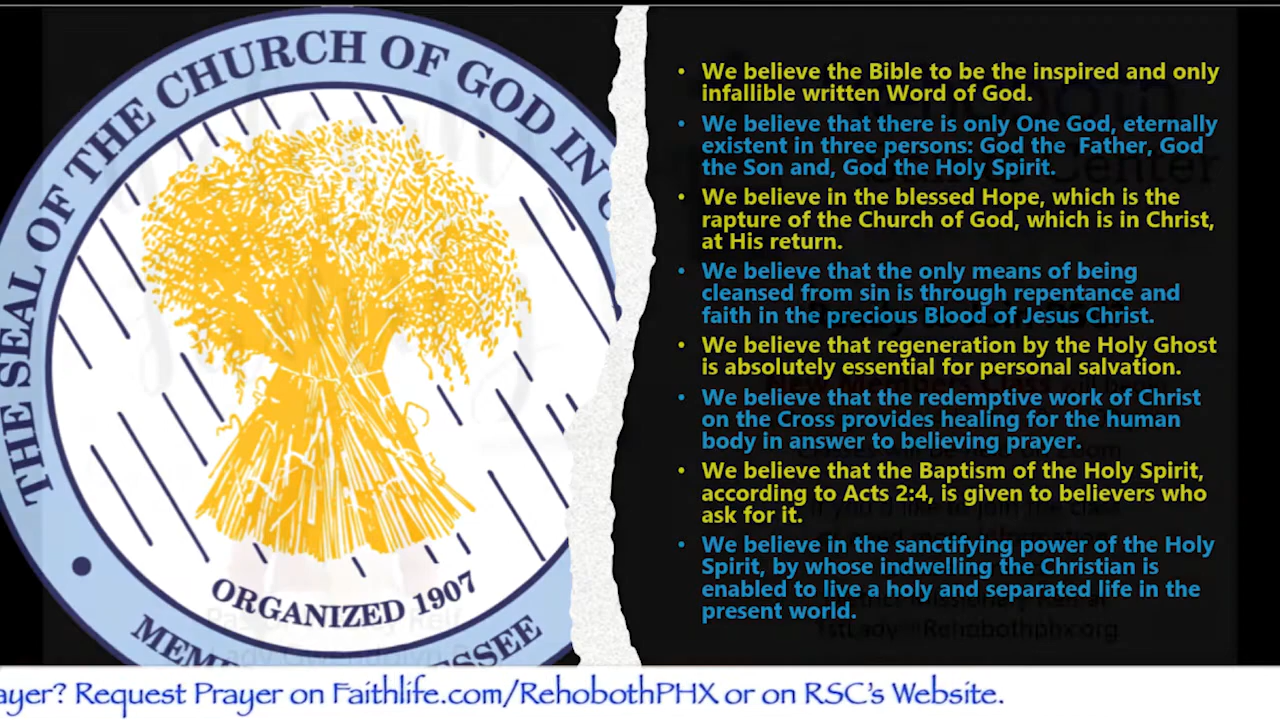 THE SEAL OF THE CHURCH OF GOD IN
ORGANIZED 1907
• We believe the Bible to be the inspired and only
infallible written Word of God.
• We believe that there is only One God, eternally
existent in three persons: God the Father, God
the Son and, God the Holy Spirit.
• We believe in the blessed Hope, which is the
rapture of the Church of God, which is in Christ,
at His return.
• We believe that the only means of being
cleansed from sin is through repentance and
faith in the precious Blood of Jesus Christ.
• We believe that regeneration by the Holy Ghost
is absolutely essential for personal salvation.
• We believe that the redemptive work of Christ
on the Cross provides healing for the human
body in answer to believing prayer.
• We believe that the Baptism of the Holy Spirit,
according to Acts 2:4, is given to believers who
ask for it.
• We believe in the sanctifying power of the Holy
Spirit, by whose indwelling the Christian is
enabled to live a holy and separated life in the
present world.
1stLady@Rehobothphx.org
ayer? Request Prayer on Faithlife.com/RehobothPHX or on RSC's Website.